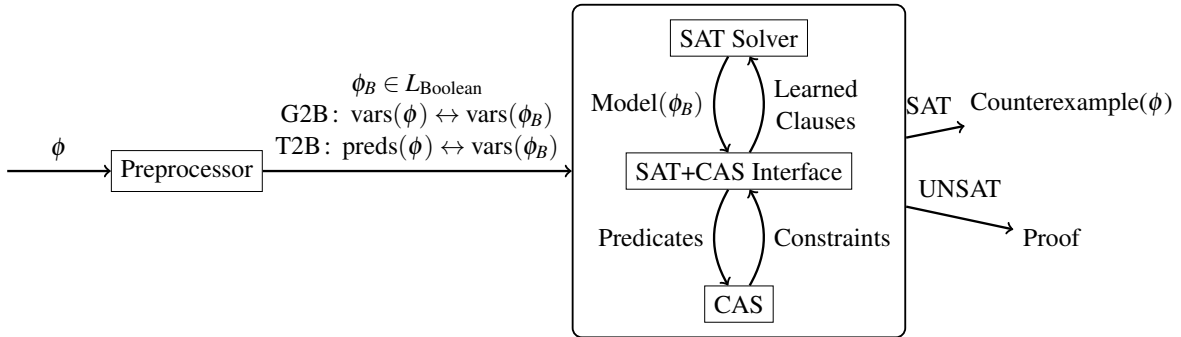 ϕ
Preprocessor
ϕ_B ∈ L_Boolean
G2B: vars(ϕ) ↔ vars(ϕ_B)
T2B: preds(ϕ) ↔ vars(ϕ_B)
SAT Solver
Model(ϕ_B)
Learned
Clauses
SAT+CAS Interface
Predicates
Constraints
CAS
SAT
Counterexample(ϕ)
UNSAT
Proof